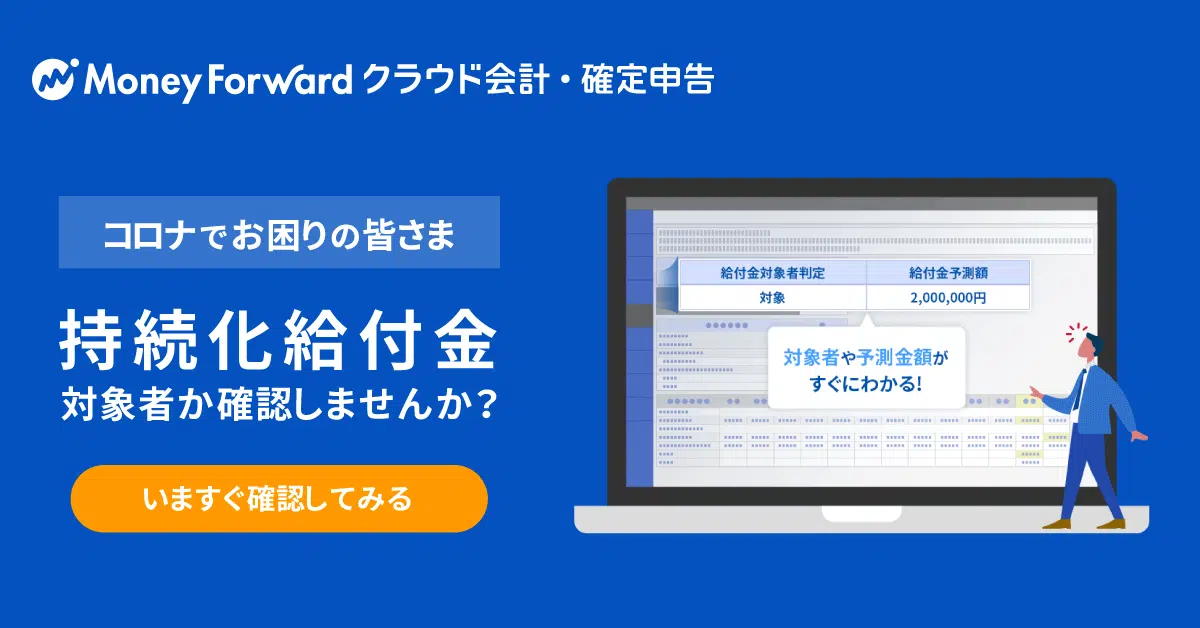 Money Forward クラウド会計・確定申告
コロナでお困りの皆さま
持続化給付金
対象者か確認しませんか?
いますぐ確認してみる
給付金対象者判定 給付金予測額
対象 2,000,000円
対象者や予測金額が
すぐにわかる!